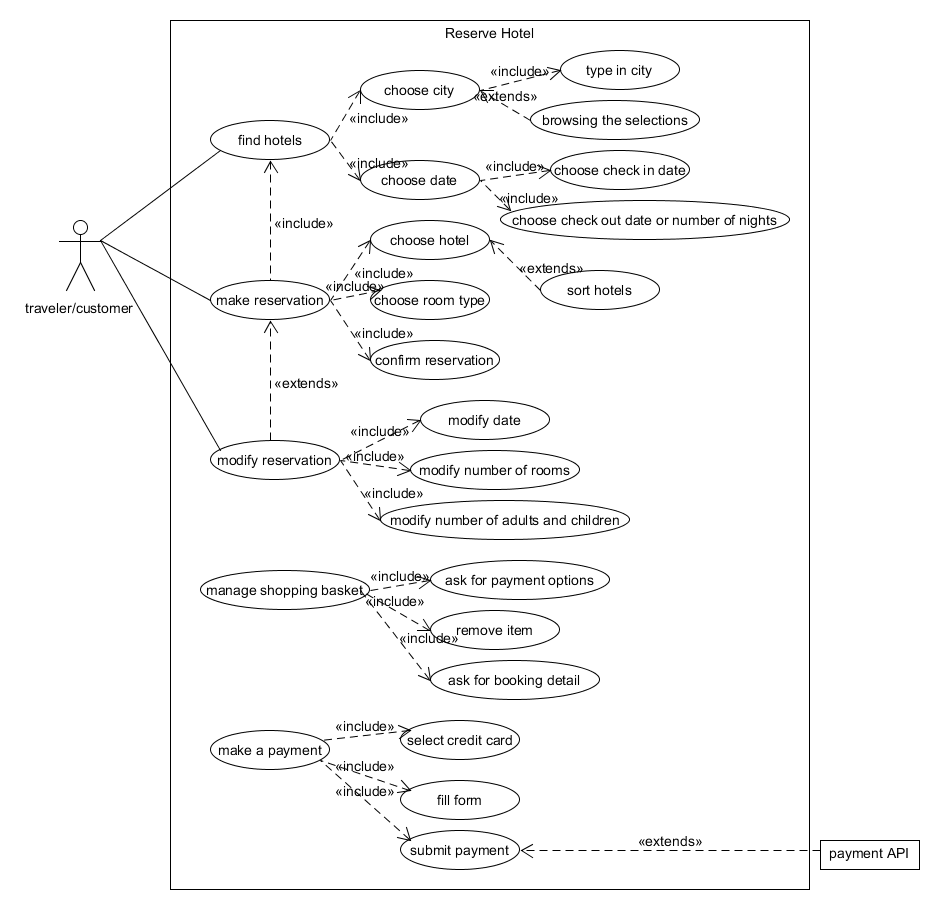 Reserve Hotel
«include»
type in city
choose city
«extends»
browsing the selections
«include»
find hotels
«include»
«include»
choose check in date
choose date
«include»
choose check out date or number of nights
«include»
choose hotel
«extends»
«include»
sort hotels
«include»
make reservation
choose room type
traveler/customer
«include»
confirm reservation
«extends»
modify date
«include»
«include»
modify reservation
modify number of rooms
«include»
modify number of adults and children
«include»
ask for payment options
manage shopping basket
«include»
remove item
«include»
ask for booking detail
«include»
select credit card
make a payment
«include»
«include»
fill form
«extends»
submit payment
payment API